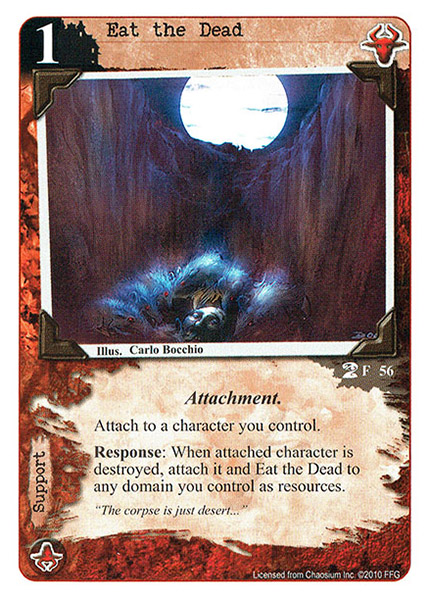 1
Eat the Dead
Illus. Carlo Bocchio
F 56
Attachment.
Attach to a character you control.
Response: When attached character is
destroyed, attach it and Eat the Dead to
any domain you control as resources.
"The corpse is just desert..."
Support
Licensed from Chaosium Inc. ©2010 FFG